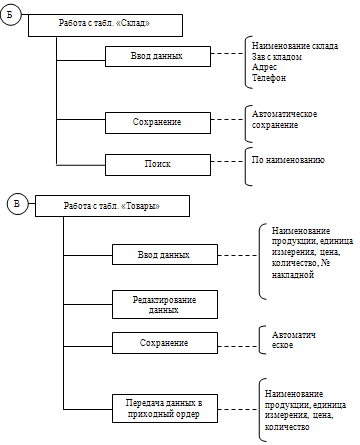 Б
Работа с табл. «Склад»
Ввод данных
Наименование склада
Зав с кладом
Адрес
Телефон
Сохранение
Автоматическое
сохранение
Поиск
По наименованию
В
Работа с табл. «Товары»
Ввод данных
Наименование
продукции, единица
измерения, цена,
количество, №
накладной
Редактирование
данных
Сохранение
Автоматич
еское
Передача данных в
приходный ордер
Наименование
продукции, единица
измерения, цена,
количество